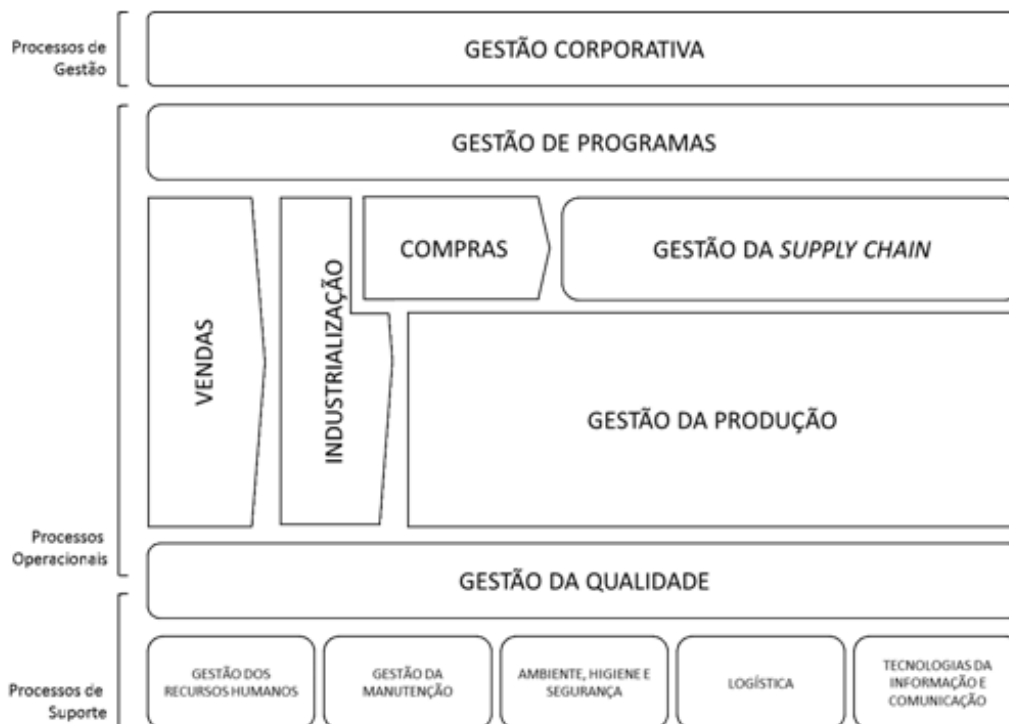 Processos de
Gestão
GESTÃO CORPORATIVA
GESTÃO DE PROGRAMAS
VENDAS
INDUSTRIALIZAÇÃO
COMPRAS
GESTÃO DA SUPPLY CHAIN
GESTÃO DA PRODUÇÃO
Processos
Operacionais
GESTÃO DA QUALIDADE
Processos de
Suporte
GESTÃO DOS
RECURSOS HUMANOS
GESTÃO DA
MANUTENÇÃO
AMBIENTE, HIGIENE E
SEGURANÇA
LOGÍSTICA
TECNOLOGIAS DA
INFORMAÇÃO E
COMUNICAÇÃO